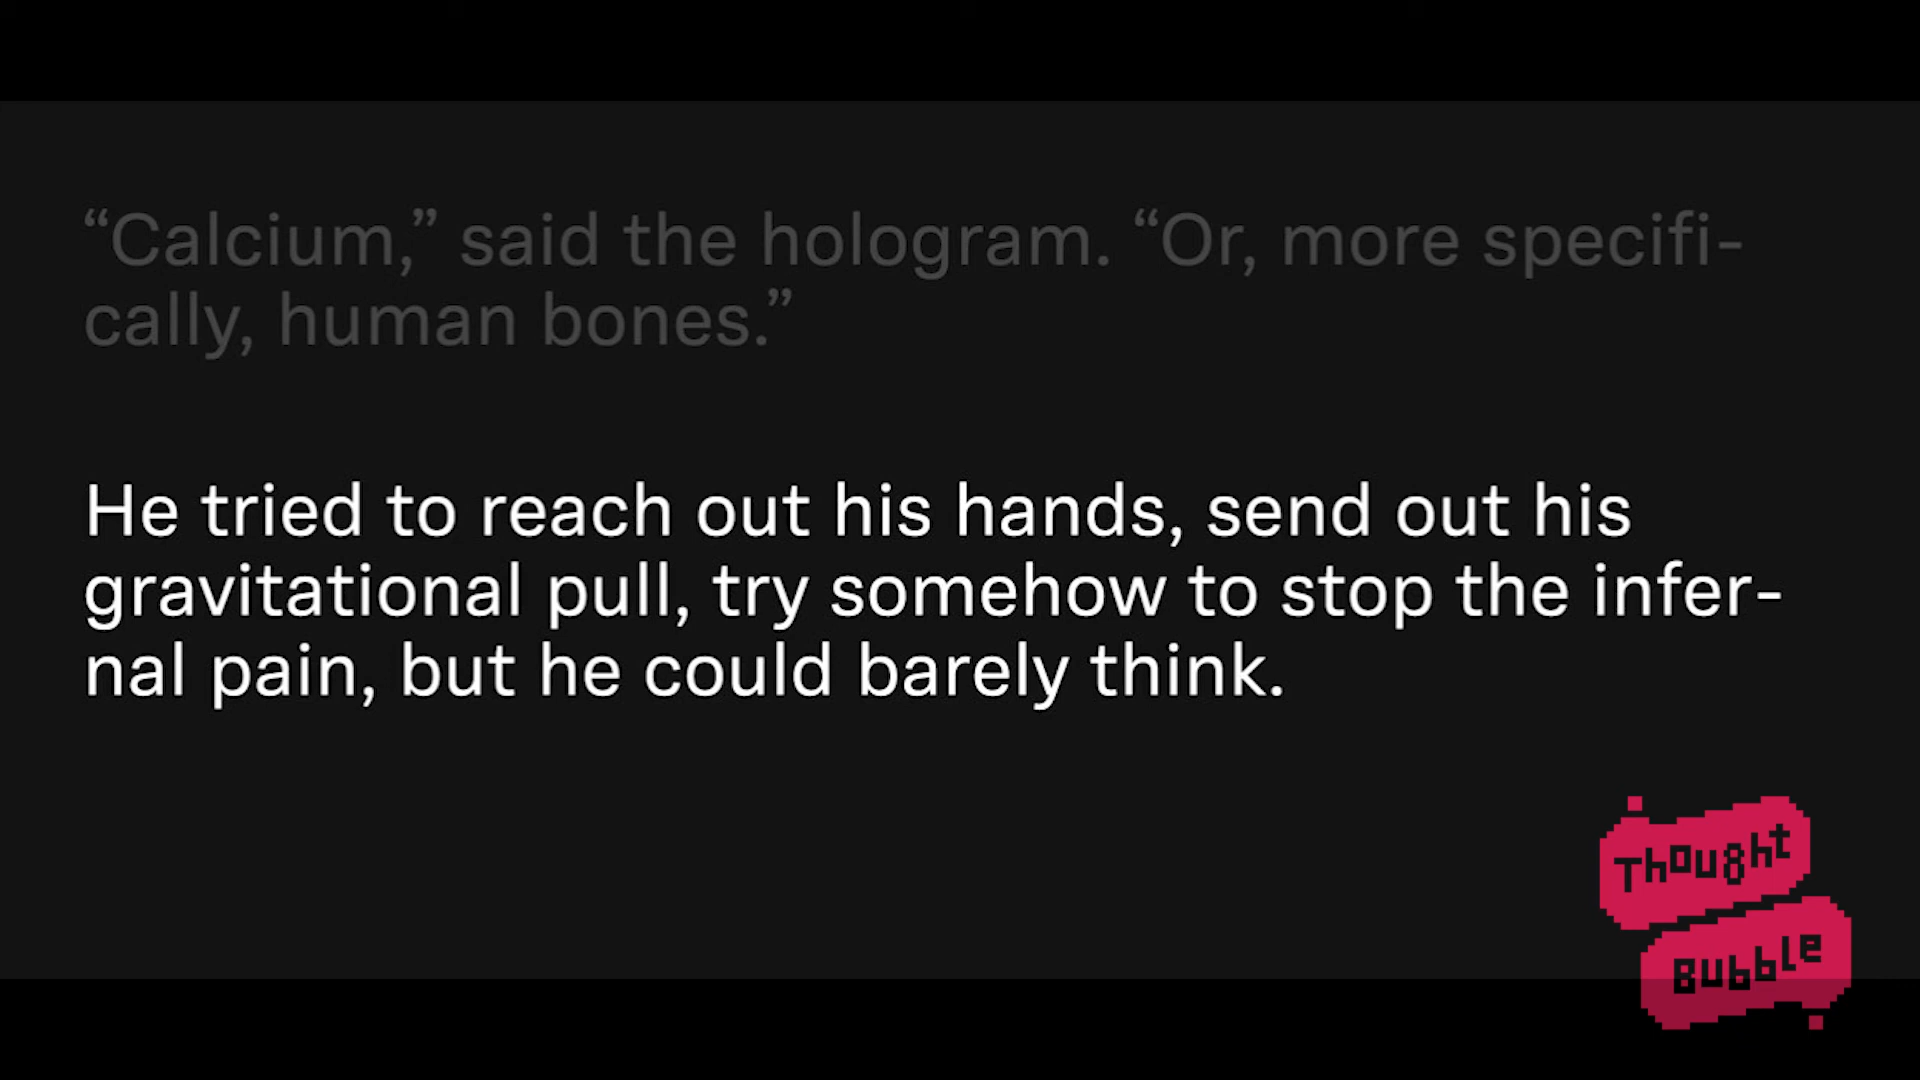 “Calcium,” said the hologram. “Or, more specifi-
cally, human bones.”
He tried to reach out his hands, send out his
gravitational pull, try somehow to stop the infer-
nal pain, but he could barely think.
Thought
Bubble